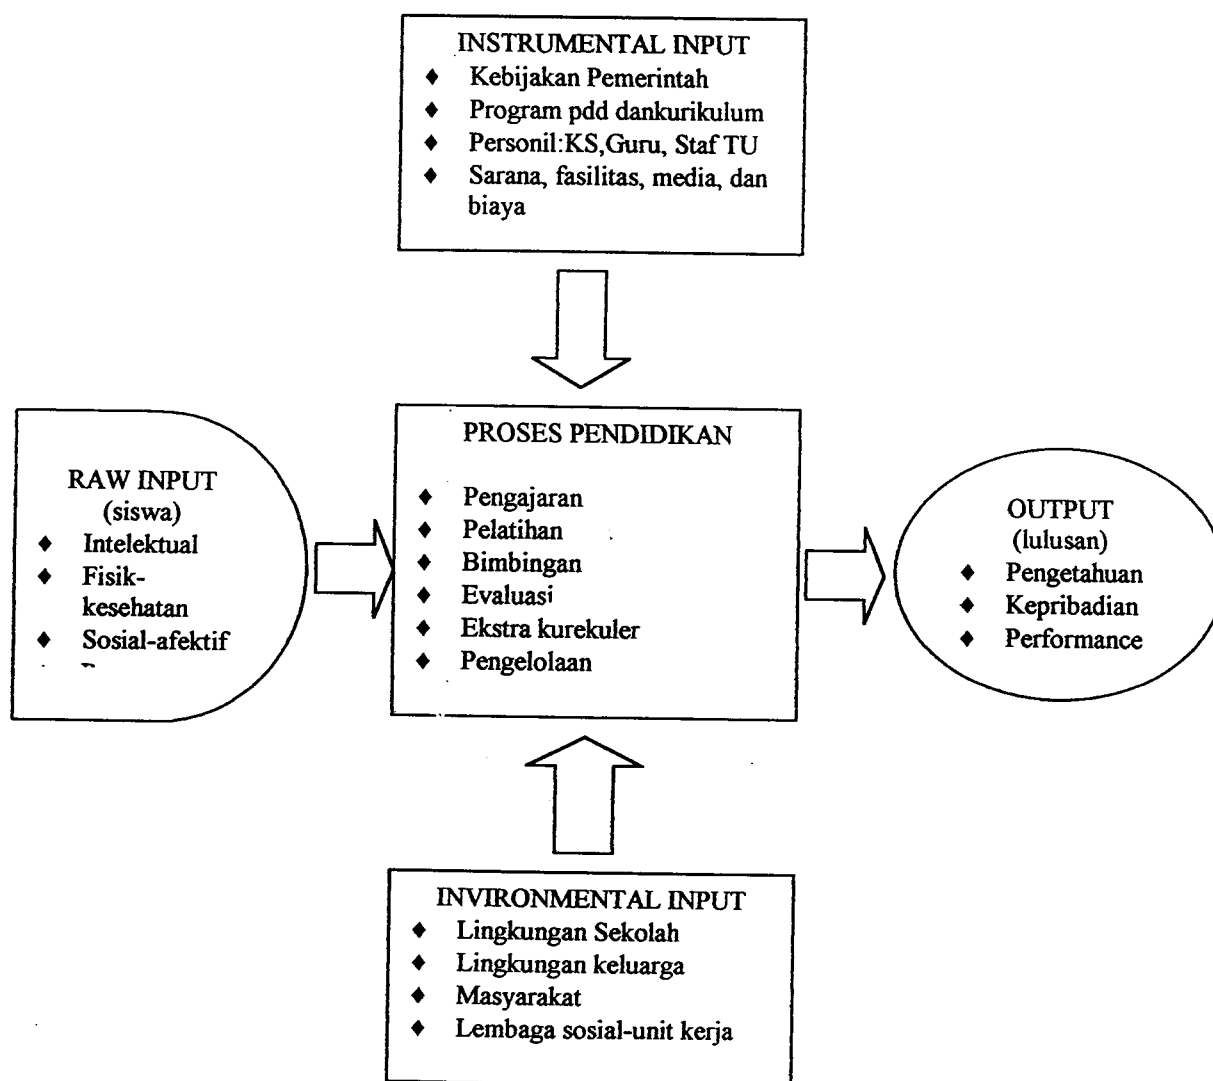 INSTRUMENTAL INPUT
♦ Kebijakan Pemerintah
♦ Program pdd dankurikulum
♦ Personil:KS,Guru, Staf TU
♦ Sarana, fasilitas, media, dan
biaya
RAW INPUT
(siswa)
♦ Intelektual
♦ Fisik-
kesehatan
♦ Sosial-afektif
PROSES PENDIDIKAN
♦ Pengajaran
♦ Pelatihan
♦ Bimbingan
♦ Evaluasi
♦ Ekstra kurekuler
♦ Pengelolaan
OUTPUT
(lulusan)
♦ Pengetahuan
♦ Kepribadian
♦ Performance
INVIRONMENTAL INPUT
♦ Lingkungan Sekolah
♦ Lingkungan keluarga
♦ Masyarakat
♦ Lembaga sosial-unit kerja